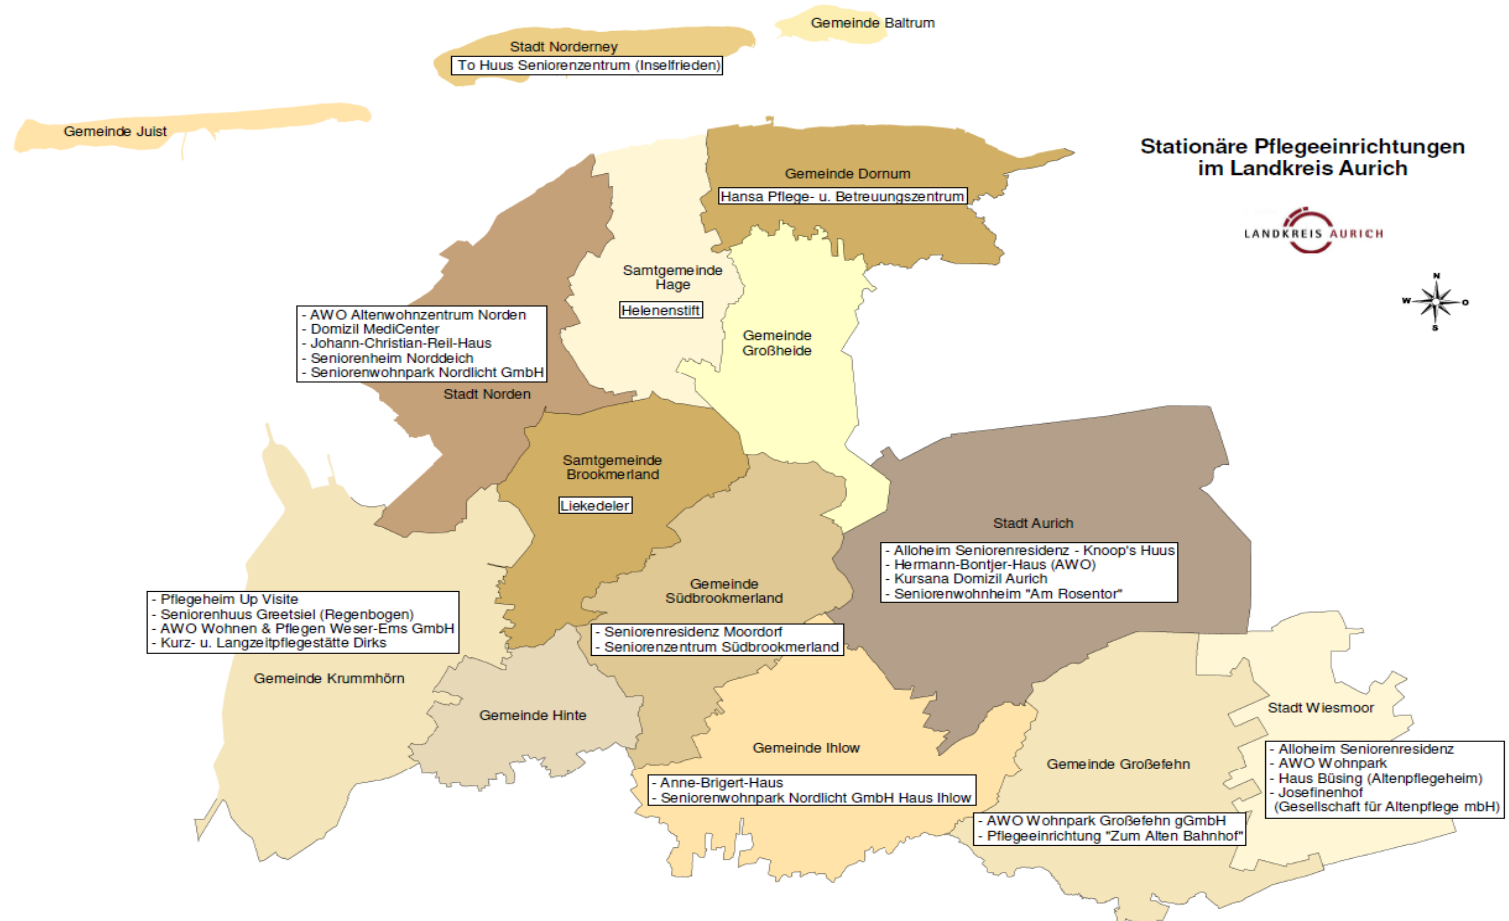 Gemeinde Baltrum
Stadt Norderney
To Huus Seniorenzentrum (Inselfrieden)
Gemeinde Juist
Stationäre Pflegeeinrichtungen
im Landkreis Aurich
LANDKREIS AURICH
N
W
O
S
Gemeinde Dornum
Hansa Pflege- u. Betreuungszentrum
Samtgemeinde
Hage
Helenenstift
- AWO Altenwohnzentrum Norden
- Domizil MediCenter
- Johann-Christian-Reil-Haus
- Seniorenheim Norddeich
- Seniorenwohnpark Nordlicht GmbH
Stadt Norden
Gemeinde
Großheide
Samtgemeinde
Brookmerland
Liekedeler
Stadt Aurich
- Alloheim Seniorenresidenz - Knoop's Huus
- Hermann-Bontjer-Haus (AWO)
- Kursana Domizil Aurich
- Seniorenwohnheim "Am Rosentor"
Gemeinde
Südbrookmerland
- Seniorenresidenz Moordorf
- Seniorenzentrum Südbrookmerland
- Pflegeheim Up Visite
- Seniorenhuus Greetsiel (Regenbogen)
- AWO Wohnen & Pflegen Weser-Ems GmbH
- Kurz- u. Langzeitpflegestätte Dirks
Gemeinde Krummhörn
Gemeinde Hinte
Gemeinde Ihlow
- Anne-Brigert-Haus
- Seniorenwohnpark Nordlicht GmbH Haus Ihlow
Gemeinde Großefehn
- AWO Wohnpark Großefehn gGmbH
- Pflegeeinrichtung "Zum Alten Bahnhof"
Stadt Wiesmoor
- Alloheim Seniorenresidenz
- AWO Wohnpark
- Haus Büsing (Altenpflegeheim)
- Josefinenhof
(Gesellschaft für Altenpflege mbH)